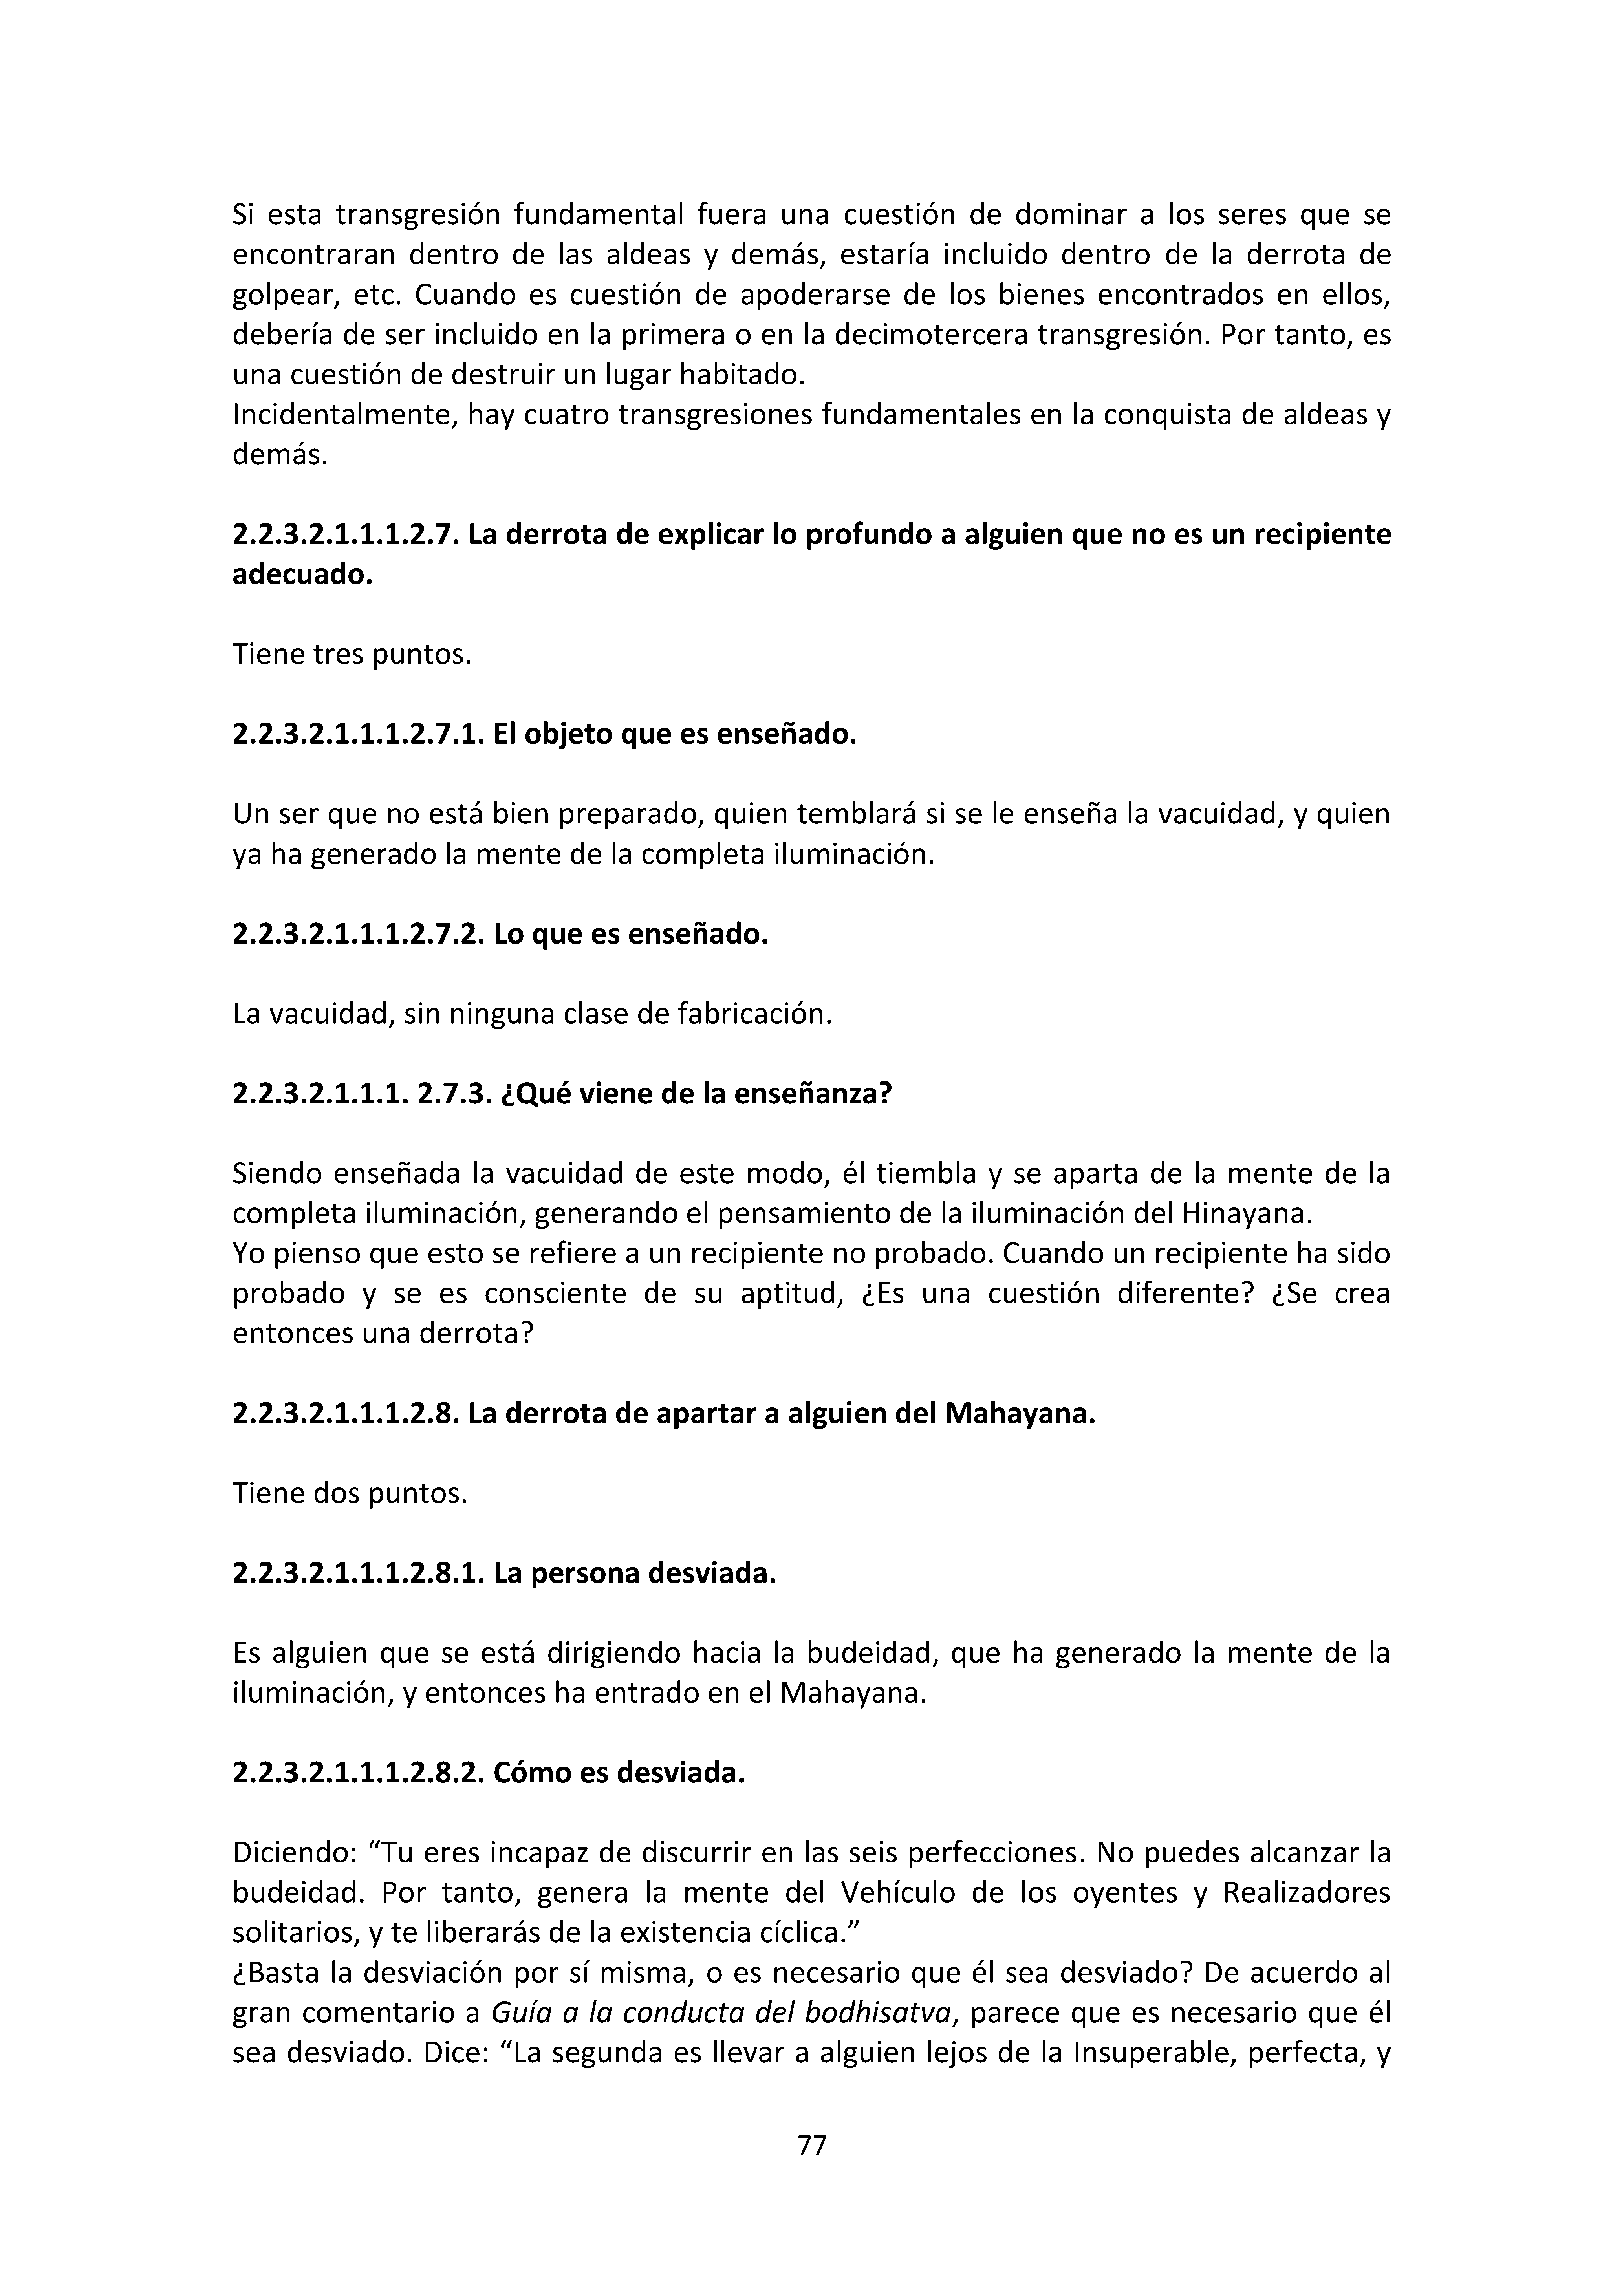 Si esta transgresión fundamental fuera una cuestión de dominar a los seres que se
encontraran dentro de las aldeas y demás, estaría incluido dentro de la derrota de
golpear, etc. Cuando es cuestión de apoderarse de los bienes encontrados en ellos,
debería de ser incluido en la primera o en la decimotercera transgresión. Por tanto, es
una cuestión de destruir un lugar habitado.
Incidentalmente, hay cuatro transgresiones fundamentales en la conquista de aldeas y
demás.
2.2.3.2.1.1.1.2.7. La derrota de explicar lo profundo a alguien que no es un recipiente
adecuado.
Tiene tres puntos.
2.2.3.2.1.1.1.2.7.1. El objeto que es enseñado.
Un ser que no está bien preparado, quien temblará si se le enseña la vacuidad, y quien
ya ha generado la mente de la completa iluminación.
2.2.3.2.1.1.1.2.7.2. Lo que es enseñado.
La vacuidad, sin ninguna clase de fabricación.
2.2.3.2.1.1.1. 2.7.3. ¿Qué viene de la enseñanza?
Siendo enseñada la vacuidad de este modo, él tiembla y se aparta de la mente de la
completa iluminación, generando el pensamiento de la iluminación del Hinayana.
Yo pienso que esto se refiere a un recipiente no probado. Cuando un recipiente ha sido
probado y se es consciente de su aptitud, ¿Es una cuestión diferente? ¿Se crea
entonces una derrota?
2.2.3.2.1.1.1.2.8. La derrota de apartar a alguien del Mahayana.
Tiene dos puntos.
2.2.3.2.1.1.1.2.8.1. La persona desviada.
Es alguien que se está dirigiendo hacia la budeidad, que ha generado la mente de la
iluminación, y entonces ha entrado en el Mahayana.
2.2.3.2.1.1.1.2.8.2. Cómo es desviada.
Diciendo: “Tu eres incapaz de discurrir en las seis perfecciones. No puedes alcanzar la
budeidad. Por tanto, genera la mente del Vehículo de los oyentes y Realizadores
solitarios, y te liberarás de la existencia cíclica.”
¿Basta la desviación por sí misma, o es necesario que él sea desviado? De acuerdo al
gran comentario a Guía a la conducta del bodhisatva, parece que es necesario que él
sea desviado. Dice: “La segunda es llevar a alguien lejos de la Insuperable, perfecta, y
77